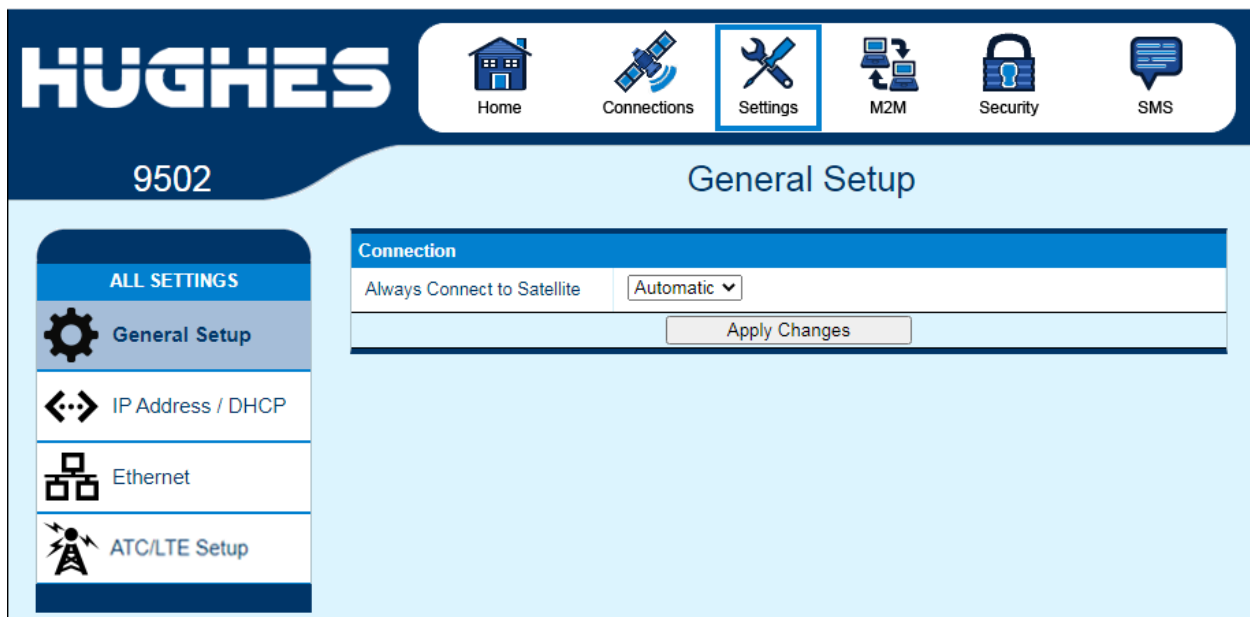 HUGHES
Home
Connections
Settings
M2M
Security
SMS
9502
General Setup
ALL SETTINGS
General Setup
IP Address / DHCP
Ethernet
ATC/LTE Setup
Connection
Always Connect to Satellite
Automatic
Apply Changes